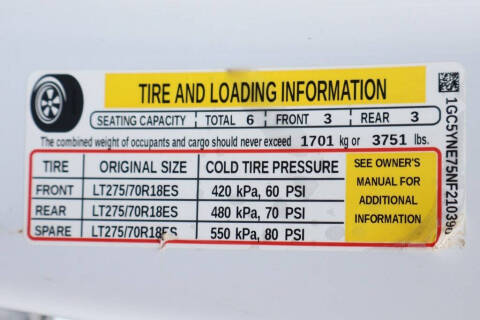 TIRE AND LOADING INFORMATION
SEATING CAPACITY TOTAL 6 FRONT 3 REAR 3
The combined weight of occupants and cargo should never exceed 1701 kg or 3751 lbs.
TIRE ORIGINAL SIZE COLD TIRE PRESSURE
FRONT LT275/70R18ES 420 kPa, 60 PSI
REAR LT275/70R18ES 480 kPa, 70 PSI
SPARE LT275/70R18ES 550 kPa, 80 PSI
SEE OWNER'S
MANUAL FOR
ADDITIONAL
INFORMATION
1GC5YNE75NF210390